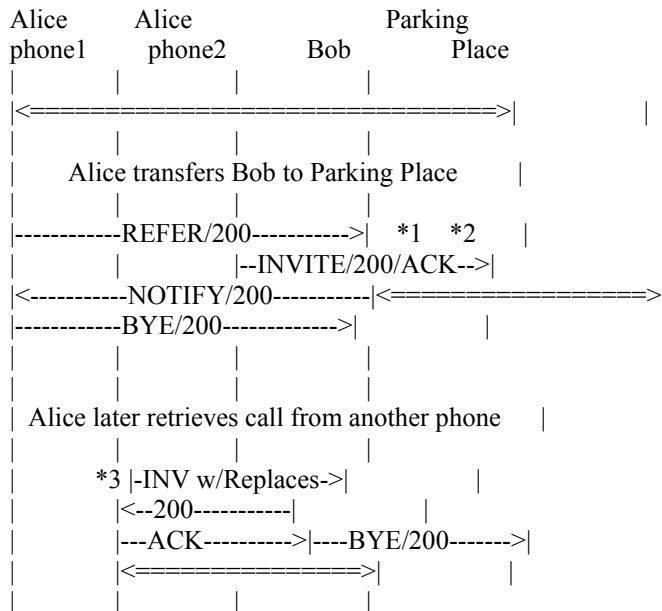 Alice Alice Parking
phone1 phone2 Bob Place
| | | |
|<================================>| |
| | | |
| Alice transfers Bob to Parking Place |
| | | |
|------------REFER/200----------->| *1 *2 |
| | |--INVITE/200/ACK-->|
|<-----------NOTIFY/200-----------|<=================>
|------------BYE/200------------->| |
| | | |
| | | |
| Alice later retrieves call from another phone |
| | | |
| *3 |-INV w/Replaces->| |
| |<--200-----------| |
| |---ACK---------->|----BYE/200------->|
| |<===============>| |
| | | |